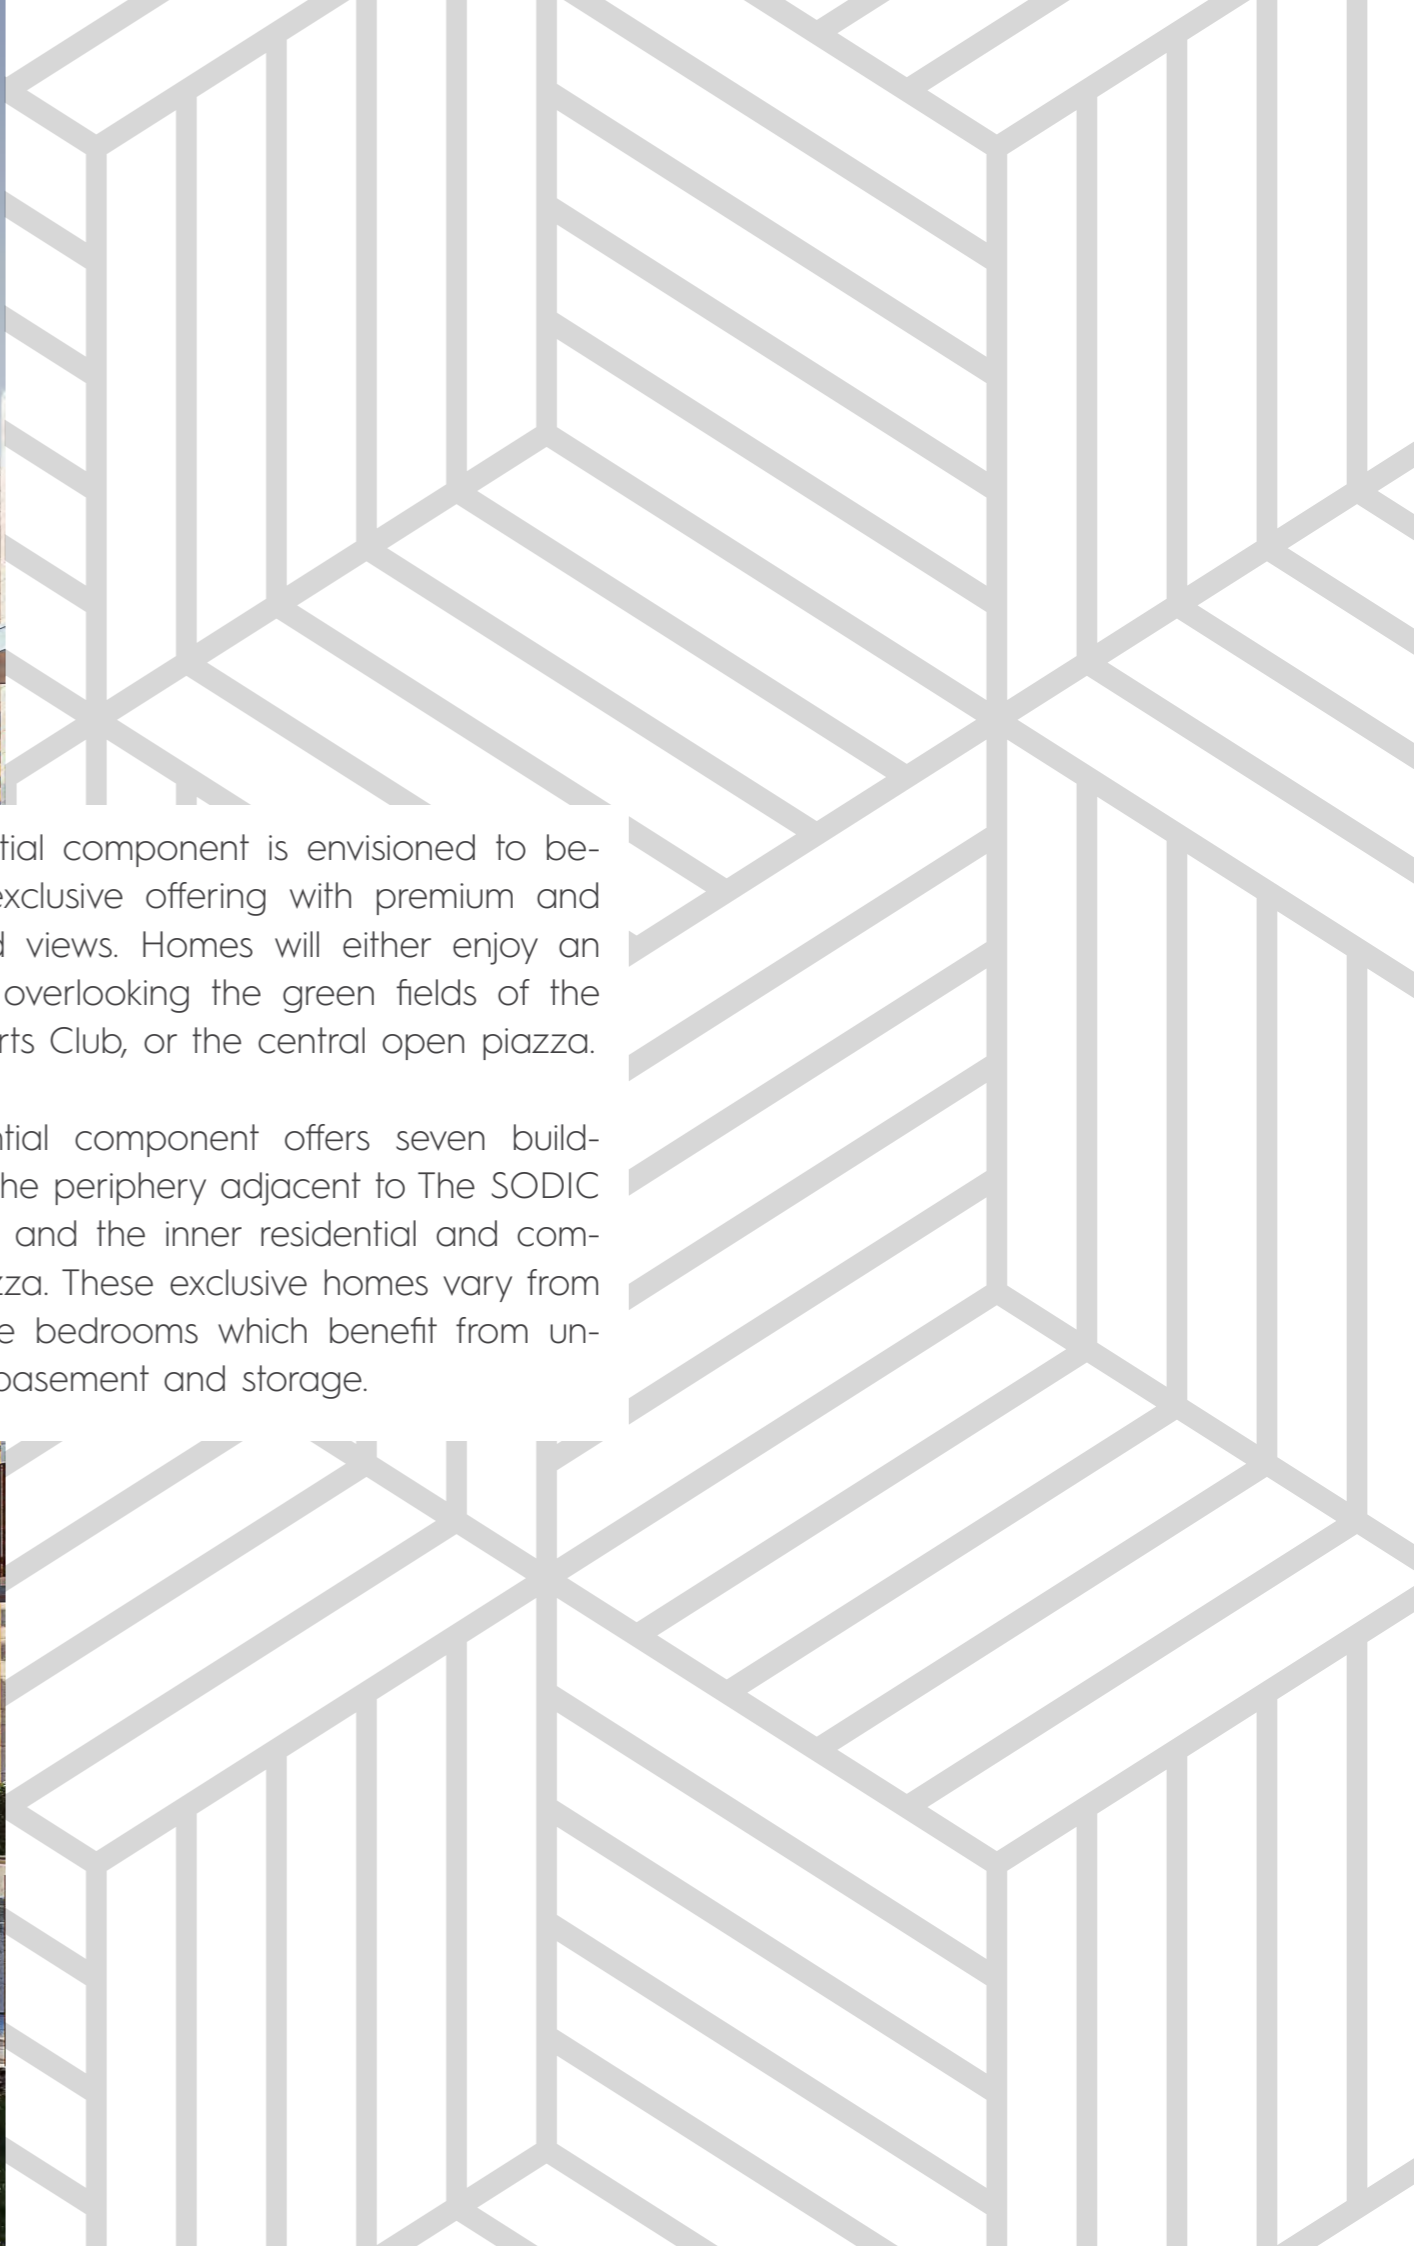 tial component is envisioned to be-
exclusive offering with premium and
views. Homes will either enjoy an
overlooking the green fields of the
rts Club, or the central open piazza.
ntial component offers seven build-
he periphery adjacent to The SODIC
and the inner residential and com-
zza. These exclusive homes vary from
e bedrooms which benefit from un-
basement and storage.